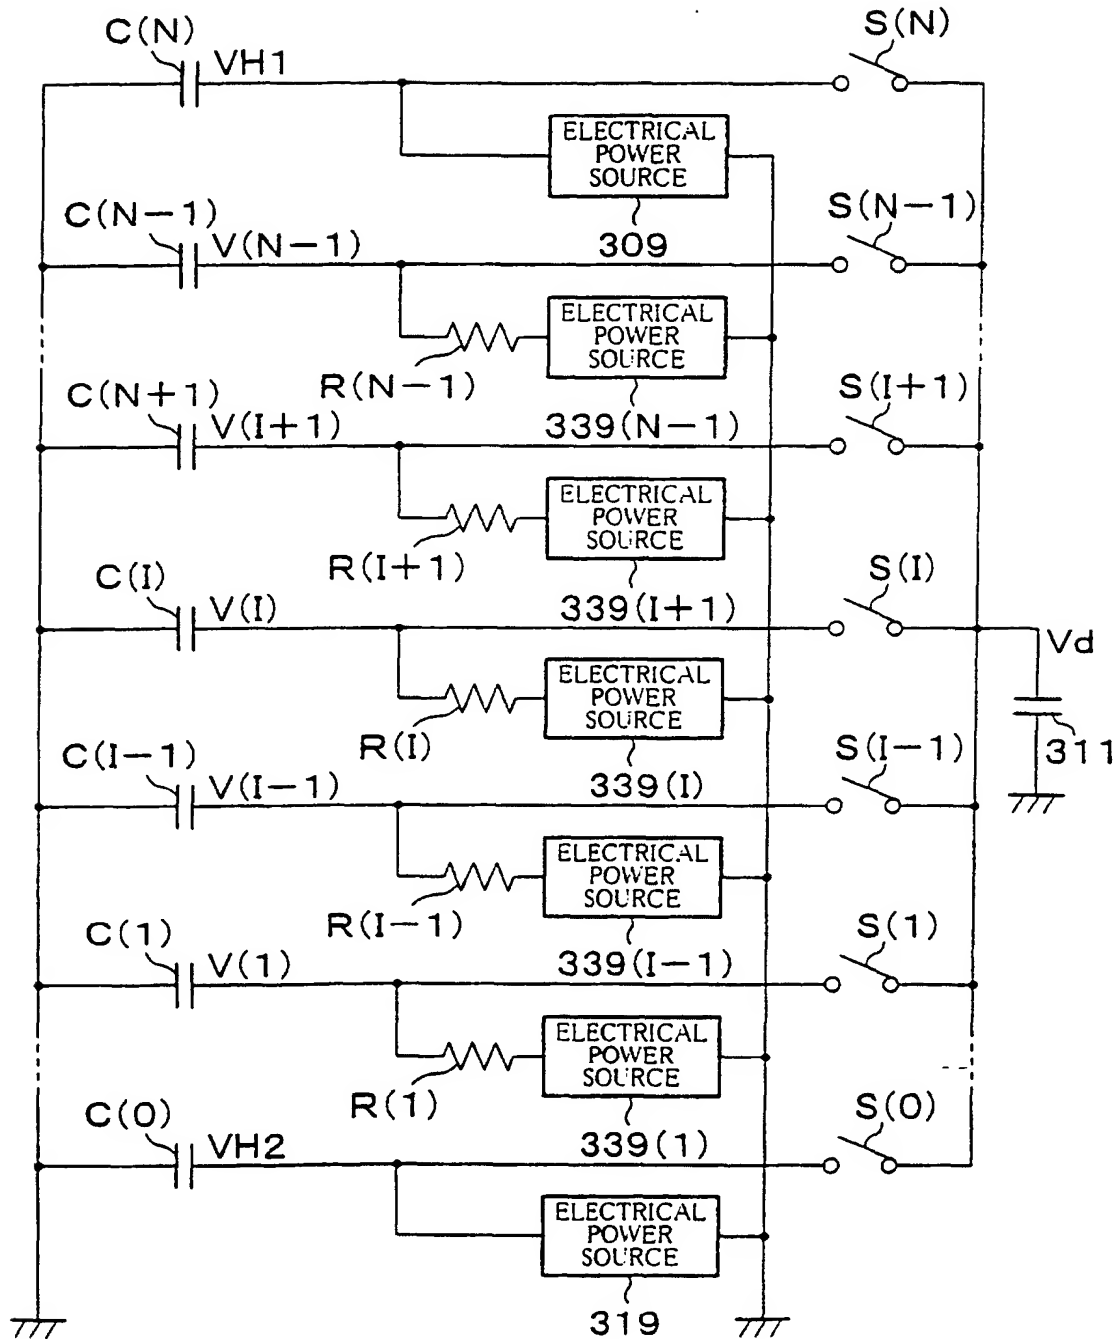 C(N)
VH1
S(N)
ELECTRICAL
POWER
SOURCE
309
C(N-1)
V(N-1)
S(N-1)
ELECTRICAL
POWER
SOURCE
R(N-1)
339(N-1)
C(N+1)
V(I+1)
S(I+1)
ELECTRICAL
POWER
SOURCE
R(I+1)
339(I+1)
C(I)
V(I)
S(I)
Vd
311
ELECTRICAL
POWER
SOURCE
R(I)
339(I)
C(I-1)
V(I-1)
S(I-1)
ELECTRICAL
POWER
SOURCE
R(I-1)
339(I-1)
C(1)
V(1)
S(1)
ELECTRICAL
POWER
SOURCE
R(1)
339(1)
C(0)
VH2
S(0)
ELECTRICAL
POWER
SOURCE
319